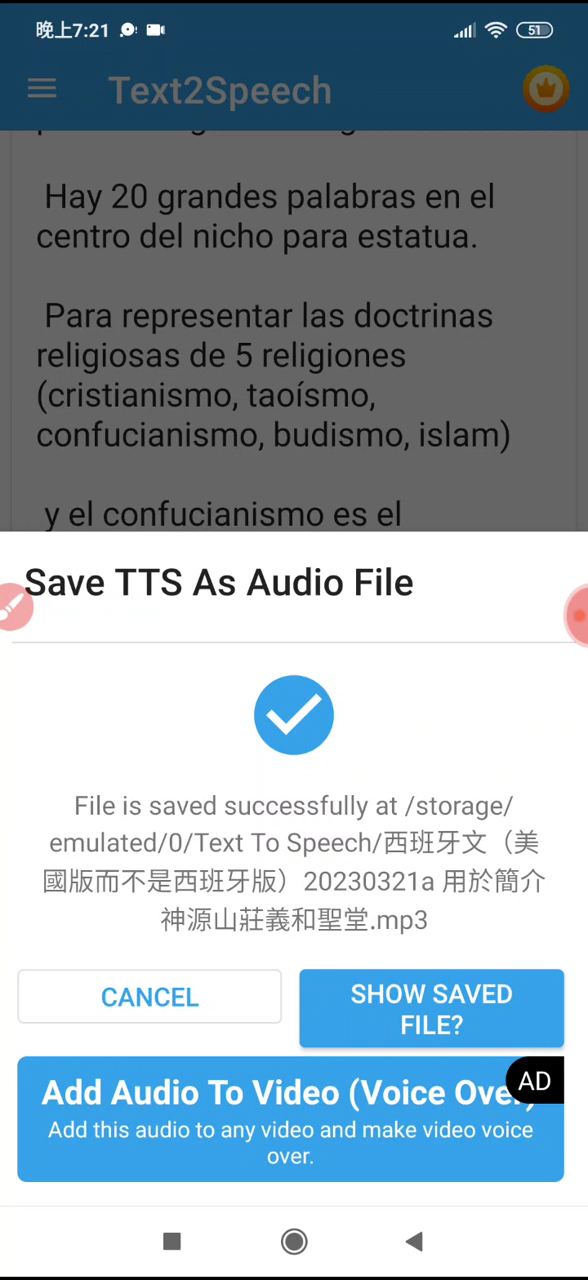 晚上7:21
51
Text2Speech
Hay 20 grandes palabras en el
centro del nicho para estatua.
Para representar las doctrinas
religiosas de 5 religiones
(cristianismo, taoísmo,
confucianismo, budismo, islam)
y el confucianismo es el
Save TTS As Audio File
File is saved successfully at /storage/
emulated/0/Text To Speech/西班牙文（美
國版而不是西班牙版）20230321a 用於簡介
神源山莊義和聖堂.mp3
CANCEL
SHOW SAVED
FILE?
AD
Add Audio To Video (Voice Over)
Add this audio to any video and make video voice
over.